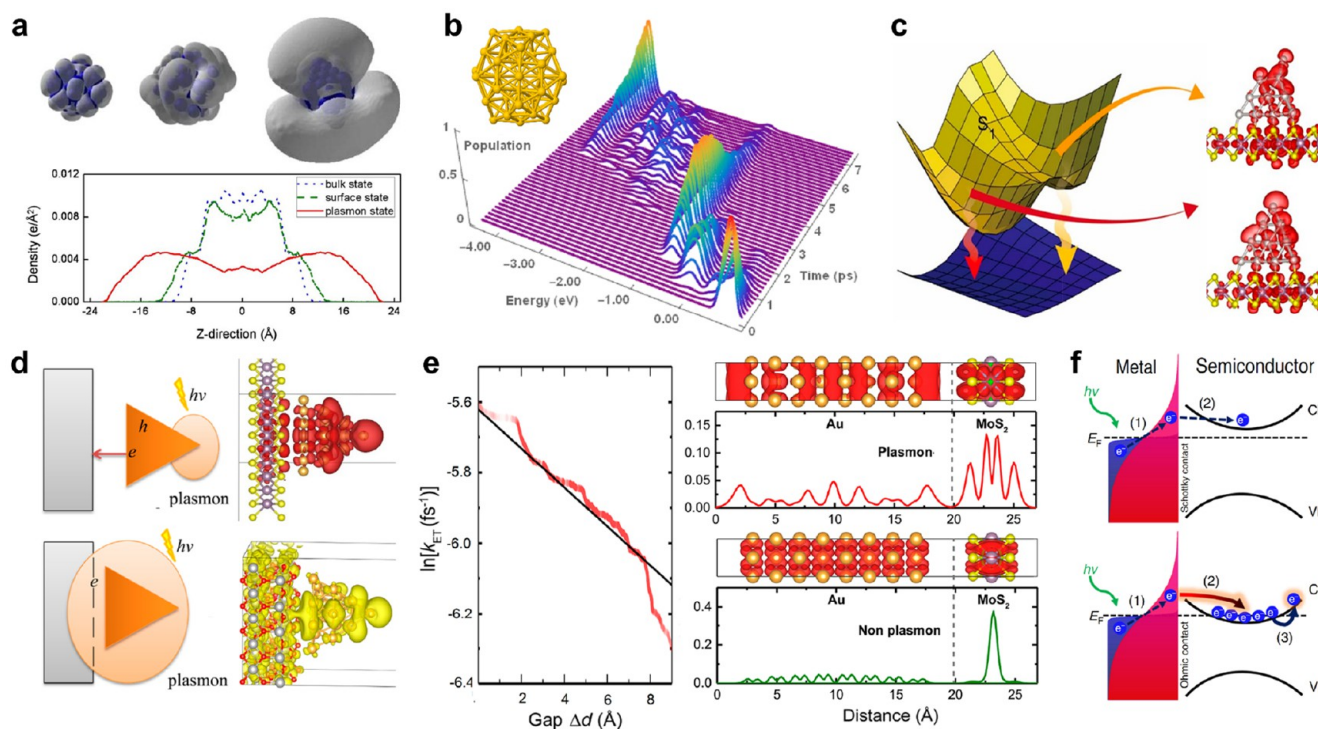 a
0.012
0.008
0.004
0.000
Density (e/Å²)
bulk state
surface state
plasmon state
-24 -16 -8 0 8 16 24
Z-direction (Å)
b
1
Population
0.5
0
−4.00
−3.00
−2.00
−1.00
0.00
Energy (eV)
0
1
2
3
4
5
6
7
Time (ps)
c
S₁
d
hν
h
e
plasmon
hν
e
plasmon
e
-5.6
-5.8
-6.0
-6.2
-6.4
ln[k_ET (fs⁻¹)]
0 2 4 6 8
Gap Δd (Å)
0.15
0.10
0.05
0.00
Au
MoS₂
Plasmon
0 5 10 15 20 25
0.4
0.2
0.0
Au
MoS₂
Non plasmon
0 5 10 15 20 25
Distance (Å)
f
Metal Semiconductor
hν
(1)
(2)
e⁻
e⁻
e⁻
C
E_F
Schottky contact
V
hν
(1)
(2)
(3)
e⁻
e⁻
e⁻ e⁻ e⁻ e⁻ e⁻
e⁻
C
E_F
Ohmic contact
V